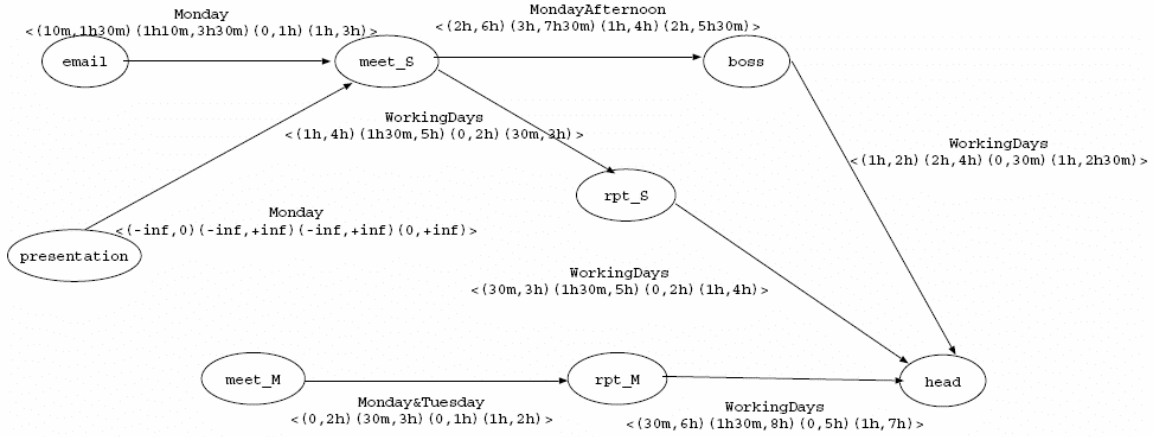 Monday
<(10m,1h30m)(1h10m,3h30m)(0,1h)(1h,3h)>
MondayAfternoon
<(2h,6h)(3h,7h30m)(1h,4h)(2h,5h30m)>
email
meet_S
boss
WorkingDays
<(1h,4h)(1h30m,5h)(0,2h)(30m,3h)>
WorkingDays
<(1h,2h)(2h,4h)(0,30m)(1h,2h30m)>
rpt_S
Monday
<(-inf,0)(-inf,+inf)(-inf,+inf)(0,+inf)>
presentation
WorkingDays
<(30m,3h)(1h30m,5h)(0,2h)(1h,4h)>
meet_M
rpt_M
head
Monday&Tuesday
<(0,2h)(30m,3h)(0,1h)(1h,2h)>
WorkingDays
<(30m,6h)(1h30m,8h)(0,5h)(1h,7h)>